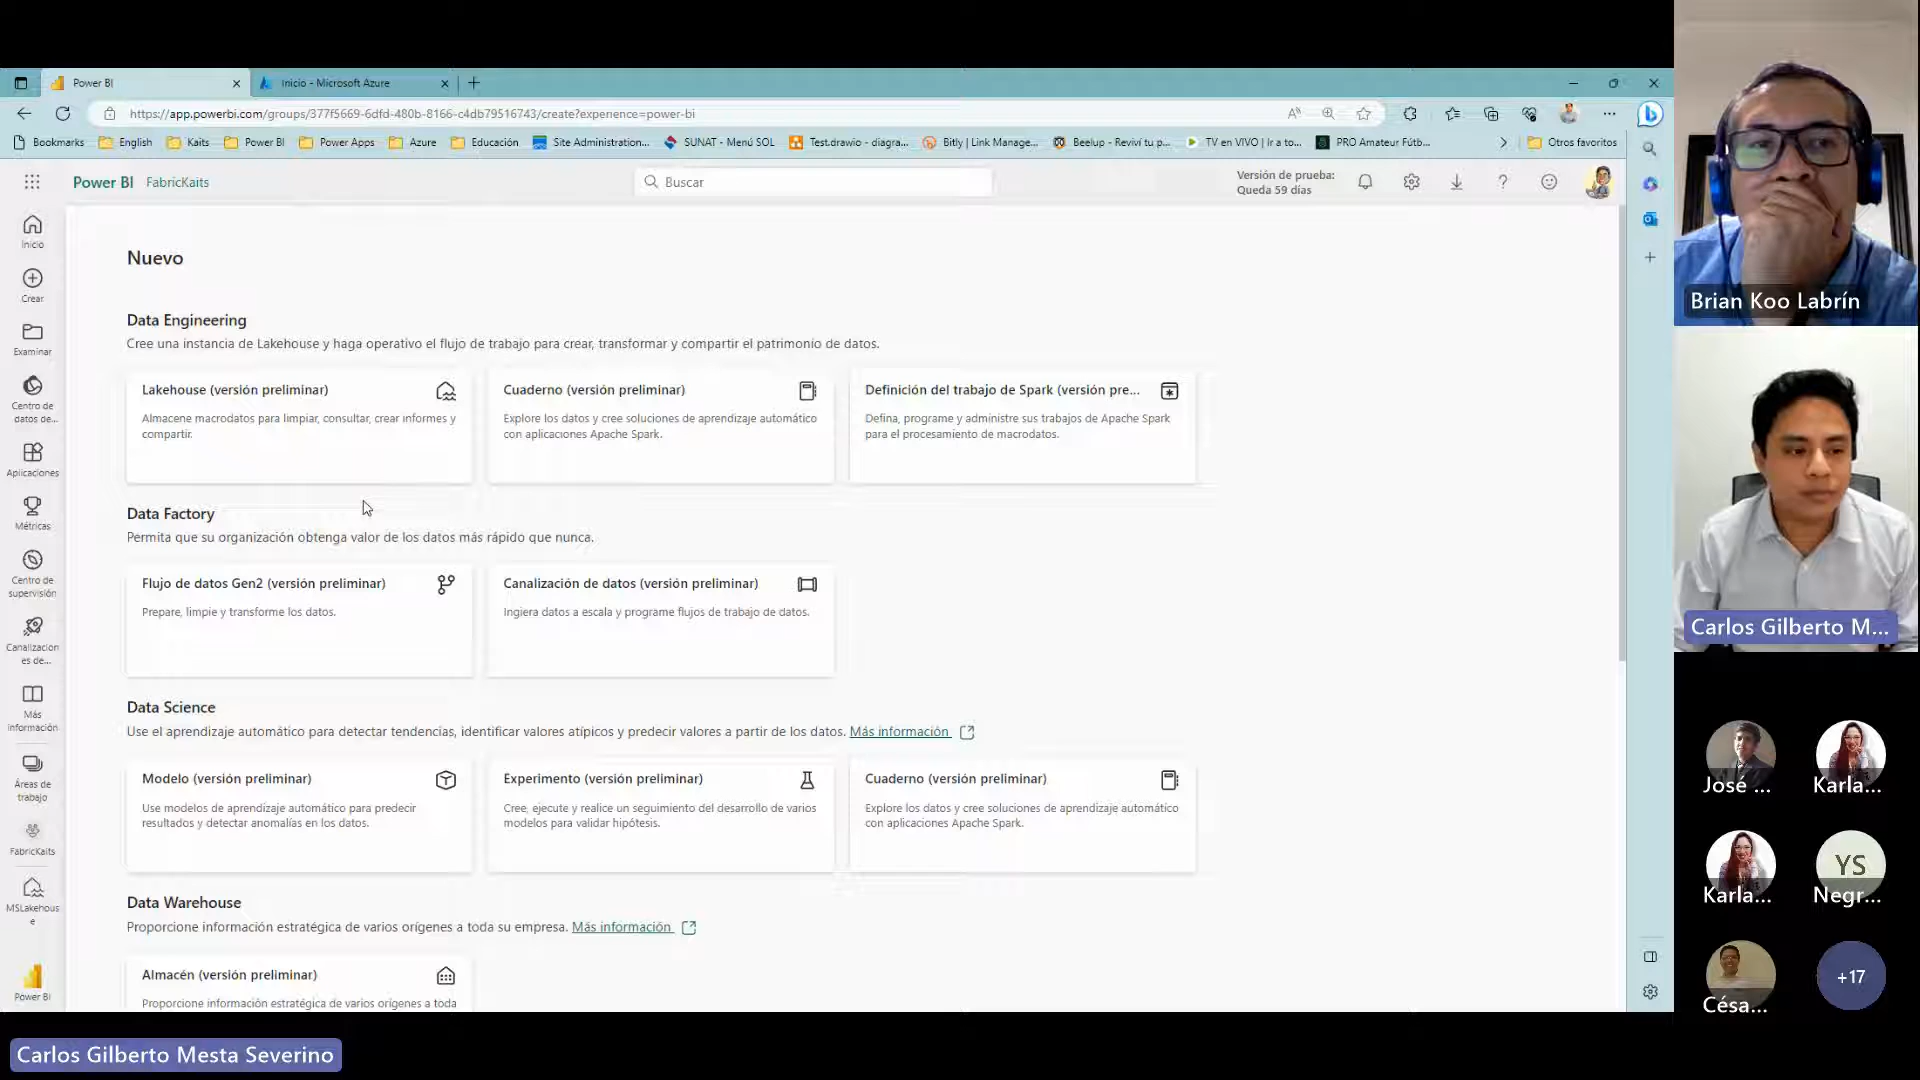 Power BI
Inicio - Microsoft Azure
https://app.powerbi.com/groups/377f5669-6dfd-480b-8166-c4db79516743/create?experience=power-bi
Bookmarks
English
Kaits
Power BI
Power Apps
Azure
Educación
Site Administration...
SUNAT - Menú SOL
Test.drawio - diagra...
Bitly | Link Manage...
Beelup - Reviví tu p...
TV en VIVO | Ir a to...
PRO Amateur Fútb...
Otros favoritos
Power BI FabricKaits
Buscar
Versión de prueba:
Queda 59 días
Inicio
Crear
Examinar
Centro de
datos de...
Aplicaciones
Métricas
Centro de
supervisión
Canalizacion
es de...
Más
información
Áreas de
trabajo
FabricKaits
MSLakehous
e
Power BI
Nuevo
Data Engineering
Cree una instancia de Lakehouse y haga operativo el flujo de trabajo para crear, transformar y compartir el patrimonio de datos.
Lakehouse (versión preliminar)
Almacene macrodatos para limpiar, consultar, crear informes y
compartir.
Cuaderno (versión preliminar)
Explore los datos y cree soluciones de aprendizaje automático
con aplicaciones Apache Spark.
Definición del trabajo de Spark (versión pre...
Defina, programe y administre sus trabajos de Apache Spark
para el procesamiento de macrodatos.
Data Factory
Permita que su organización obtenga valor de los datos más rápido que nunca.
Flujo de datos Gen2 (versión preliminar)
Prepare, limpie y transforme los datos.
Canalización de datos (versión preliminar)
Ingiera datos a escala y programe flujos de trabajo de datos.
Data Science
Use el aprendizaje automático para detectar tendencias, identificar valores atípicos y predecir valores a partir de los datos. Más información
Modelo (versión preliminar)
Use modelos de aprendizaje automático para predecir
resultados y detectar anomalías en los datos.
Experimento (versión preliminar)
Cree, ejecute y realice un seguimiento del desarrollo de varios
modelos para validar hipótesis.
Cuaderno (versión preliminar)
Explore los datos y cree soluciones de aprendizaje automático
con aplicaciones Apache Spark.
Data Warehouse
Proporcione información estratégica de varios orígenes a toda su empresa. Más información
Almacén (versión preliminar)
Proporcione información estratégica de varios orígenes a toda
Brian Koo Labrín
Carlos Gilberto M...
José ...
Karla...
Karla...
YS
Negr...
Césa...
+17
Carlos Gilberto Mesta Severino